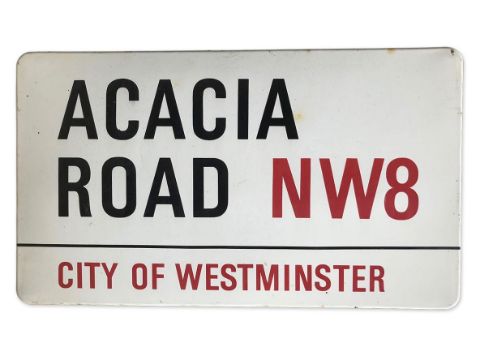 ACACIA
ROAD NW8
CITY OF WESTMINSTER